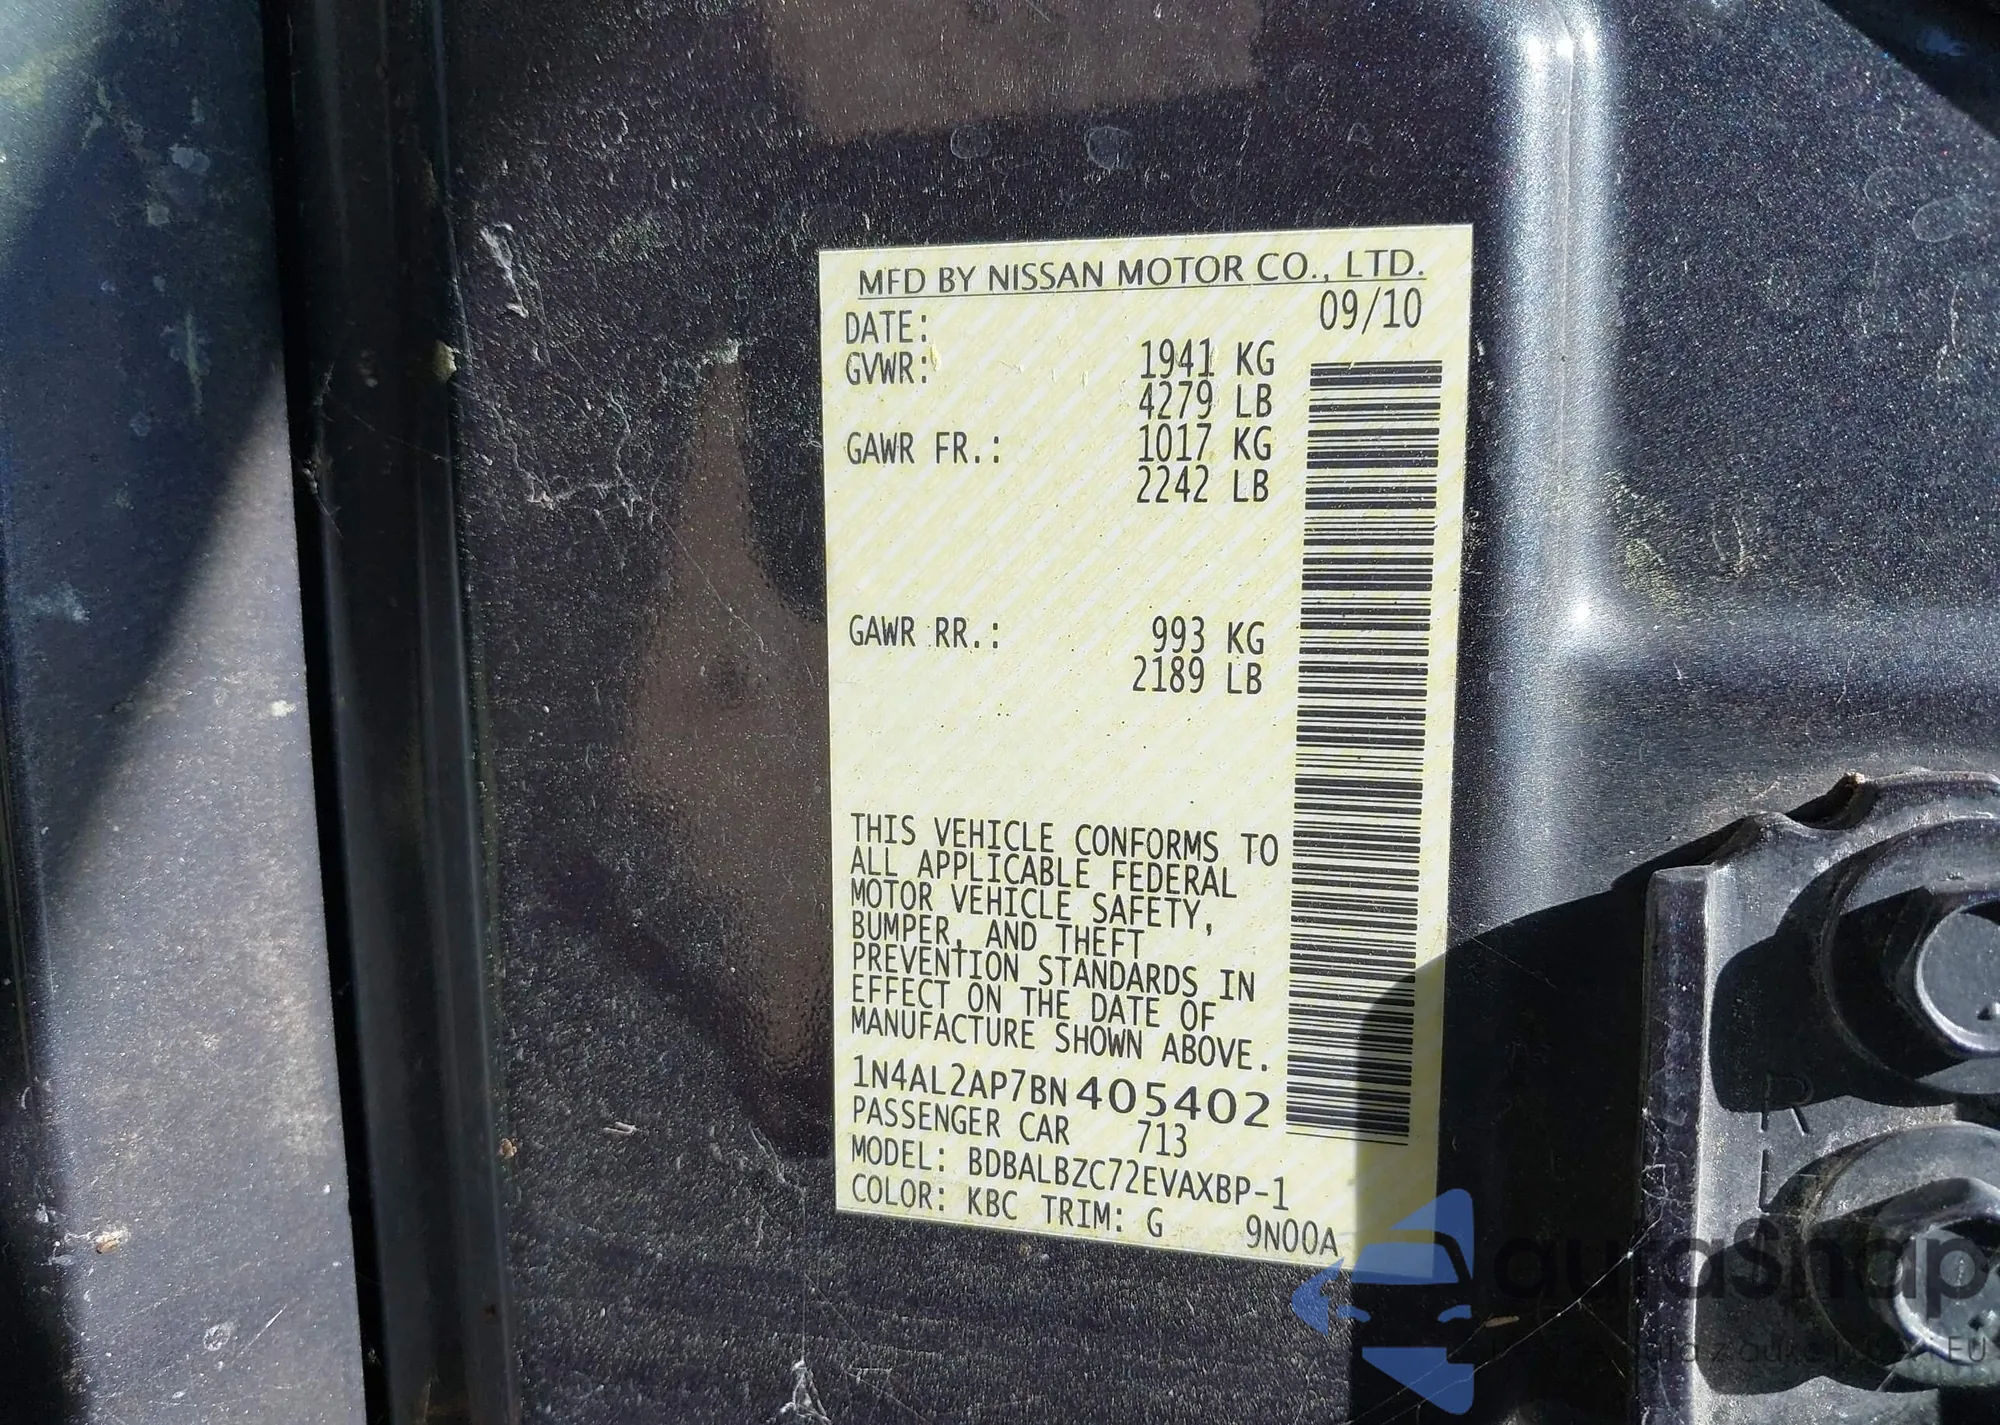 MFD BY NISSAN MOTOR CO., LTD.
DATE: 09/10
GVWR: 1941 KG
4279 LB
GAWR FR.: 1017 KG
2242 LB
GAWR RR.: 993 KG
2189 LB
THIS VEHICLE CONFORMS TO
ALL APPLICABLE FEDERAL
MOTOR VEHICLE SAFETY,
BUMPER, AND THEFT
PREVENTION STANDARDS IN
EFFECT ON THE DATE OF
MANUFACTURE SHOWN ABOVE.
1N4AL2AP7BN405402
PASSENGER CAR 713
MODEL: BDBALBZC72EVAXBP-1
COLOR: KBC TRIM: G 9N00A
R
L
EU